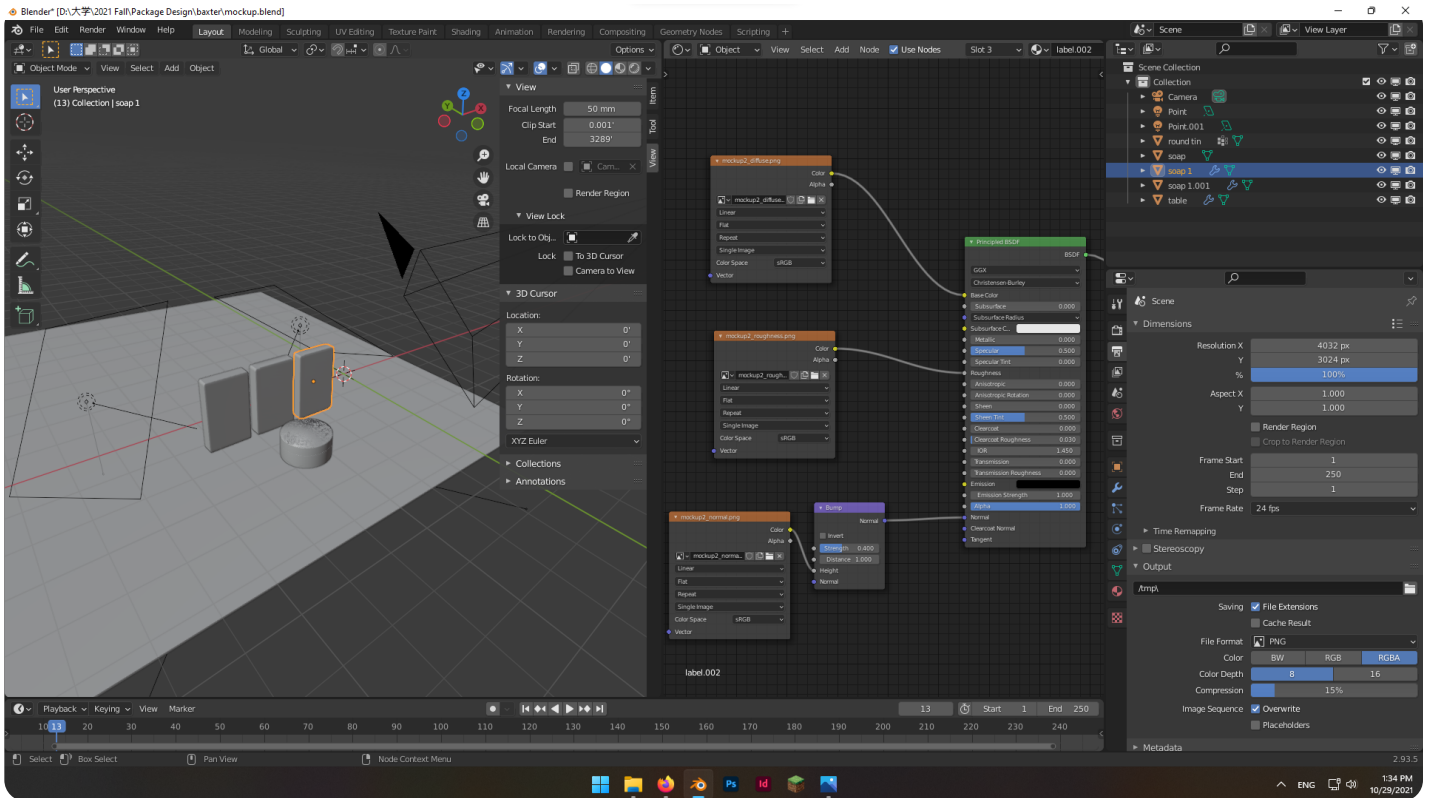 Blender* [D:\大学\2021 Fall\Package Design\baxter\mockup.blend]
File Edit Render Window Help Layout Modeling Sculpting UV Editing Texture Paint Shading Animation Rendering Compositing Geometry Nodes Scripting +
Scene
View Layer
Global
Options
Object
View Select Add Node Use Nodes
Slot 3
label.002
Object Mode View Select Add Object
User Perspective
(13) Collection | soap 1
Z
Y
X
Item
Tool
View
View
Focal Length 50 mm
Clip Start 0.001'
End 3289'
Local Camera Cam...
Render Region
View Lock
Lock to Obj...
Lock To 3D Cursor
Camera to View
3D Cursor
Location:
X 0'
Y 0'
Z 0'
Rotation:
X 0°
Y 0°
Z 0°
XYZ Euler
Collections
Annotations
mockup2_diffuse.png
Color
Alpha
mockup2_diffuse..
Linear
Flat
Repeat
Single Image
Color Space sRGB
Vector
mockup2_roughness.png
Color
Alpha
mockup2_rough..
Linear
Flat
Repeat
Single Image
Color Space sRGB
Vector
mockup2_normal.png
Color
Alpha
mockup2_norma..
Linear
Flat
Repeat
Single Image
Color Space sRGB
Vector
Bump
Normal
Invert
Strength 0.400
Distance 1.000
Height
Normal
Principled BSDF
BSDF
GGX
Christensen-Burley
Base Color
Subsurface 0.000
Subsurface Radius
Subsurface C...
Metallic 0.000
Specular 0.500
Specular Tint 0.000
Roughness
Anisotropic 0.000
Anisotropic Rotation 0.000
Sheen 0.000
Sheen Tint 0.500
Clearcoat 0.000
Clearcoat Roughness 0.030
IOR 1.450
Transmission 0.000
Transmission Roughness 0.000
Emission
Emission Strength 1.000
Alpha 1.000
Normal
Clearcoat Normal
Tangent
label.002
Scene Collection
Collection
Camera
Point
Point.001
round tin
soap
soap 1
soap 1.001
table
Scene
Dimensions
Resolution X 4032 px
Y 3024 px
% 100%
Aspect X 1.000
Y 1.000
Render Region
Crop to Render Region
Frame Start 1
End 250
Step 1
Frame Rate 24 fps
Time Remapping
Stereoscopy
Output
/tmp\
Saving File Extensions
Cache Result
File Format PNG
Color BW RGB RGBA
Color Depth 8 16
Compression 15%
Image Sequence Overwrite
Placeholders
Metadata
Playback Keying View Marker
13
Start 1 End 250
10 13 20 30 40 50 60 70 80 90 100 110 120 130 140 150 160 170 180 190 200 210 220 230 240
Select Box Select Pan View Node Context Menu
2.93.5
Ps
Id
ENG
1:34 PM
10/29/2021